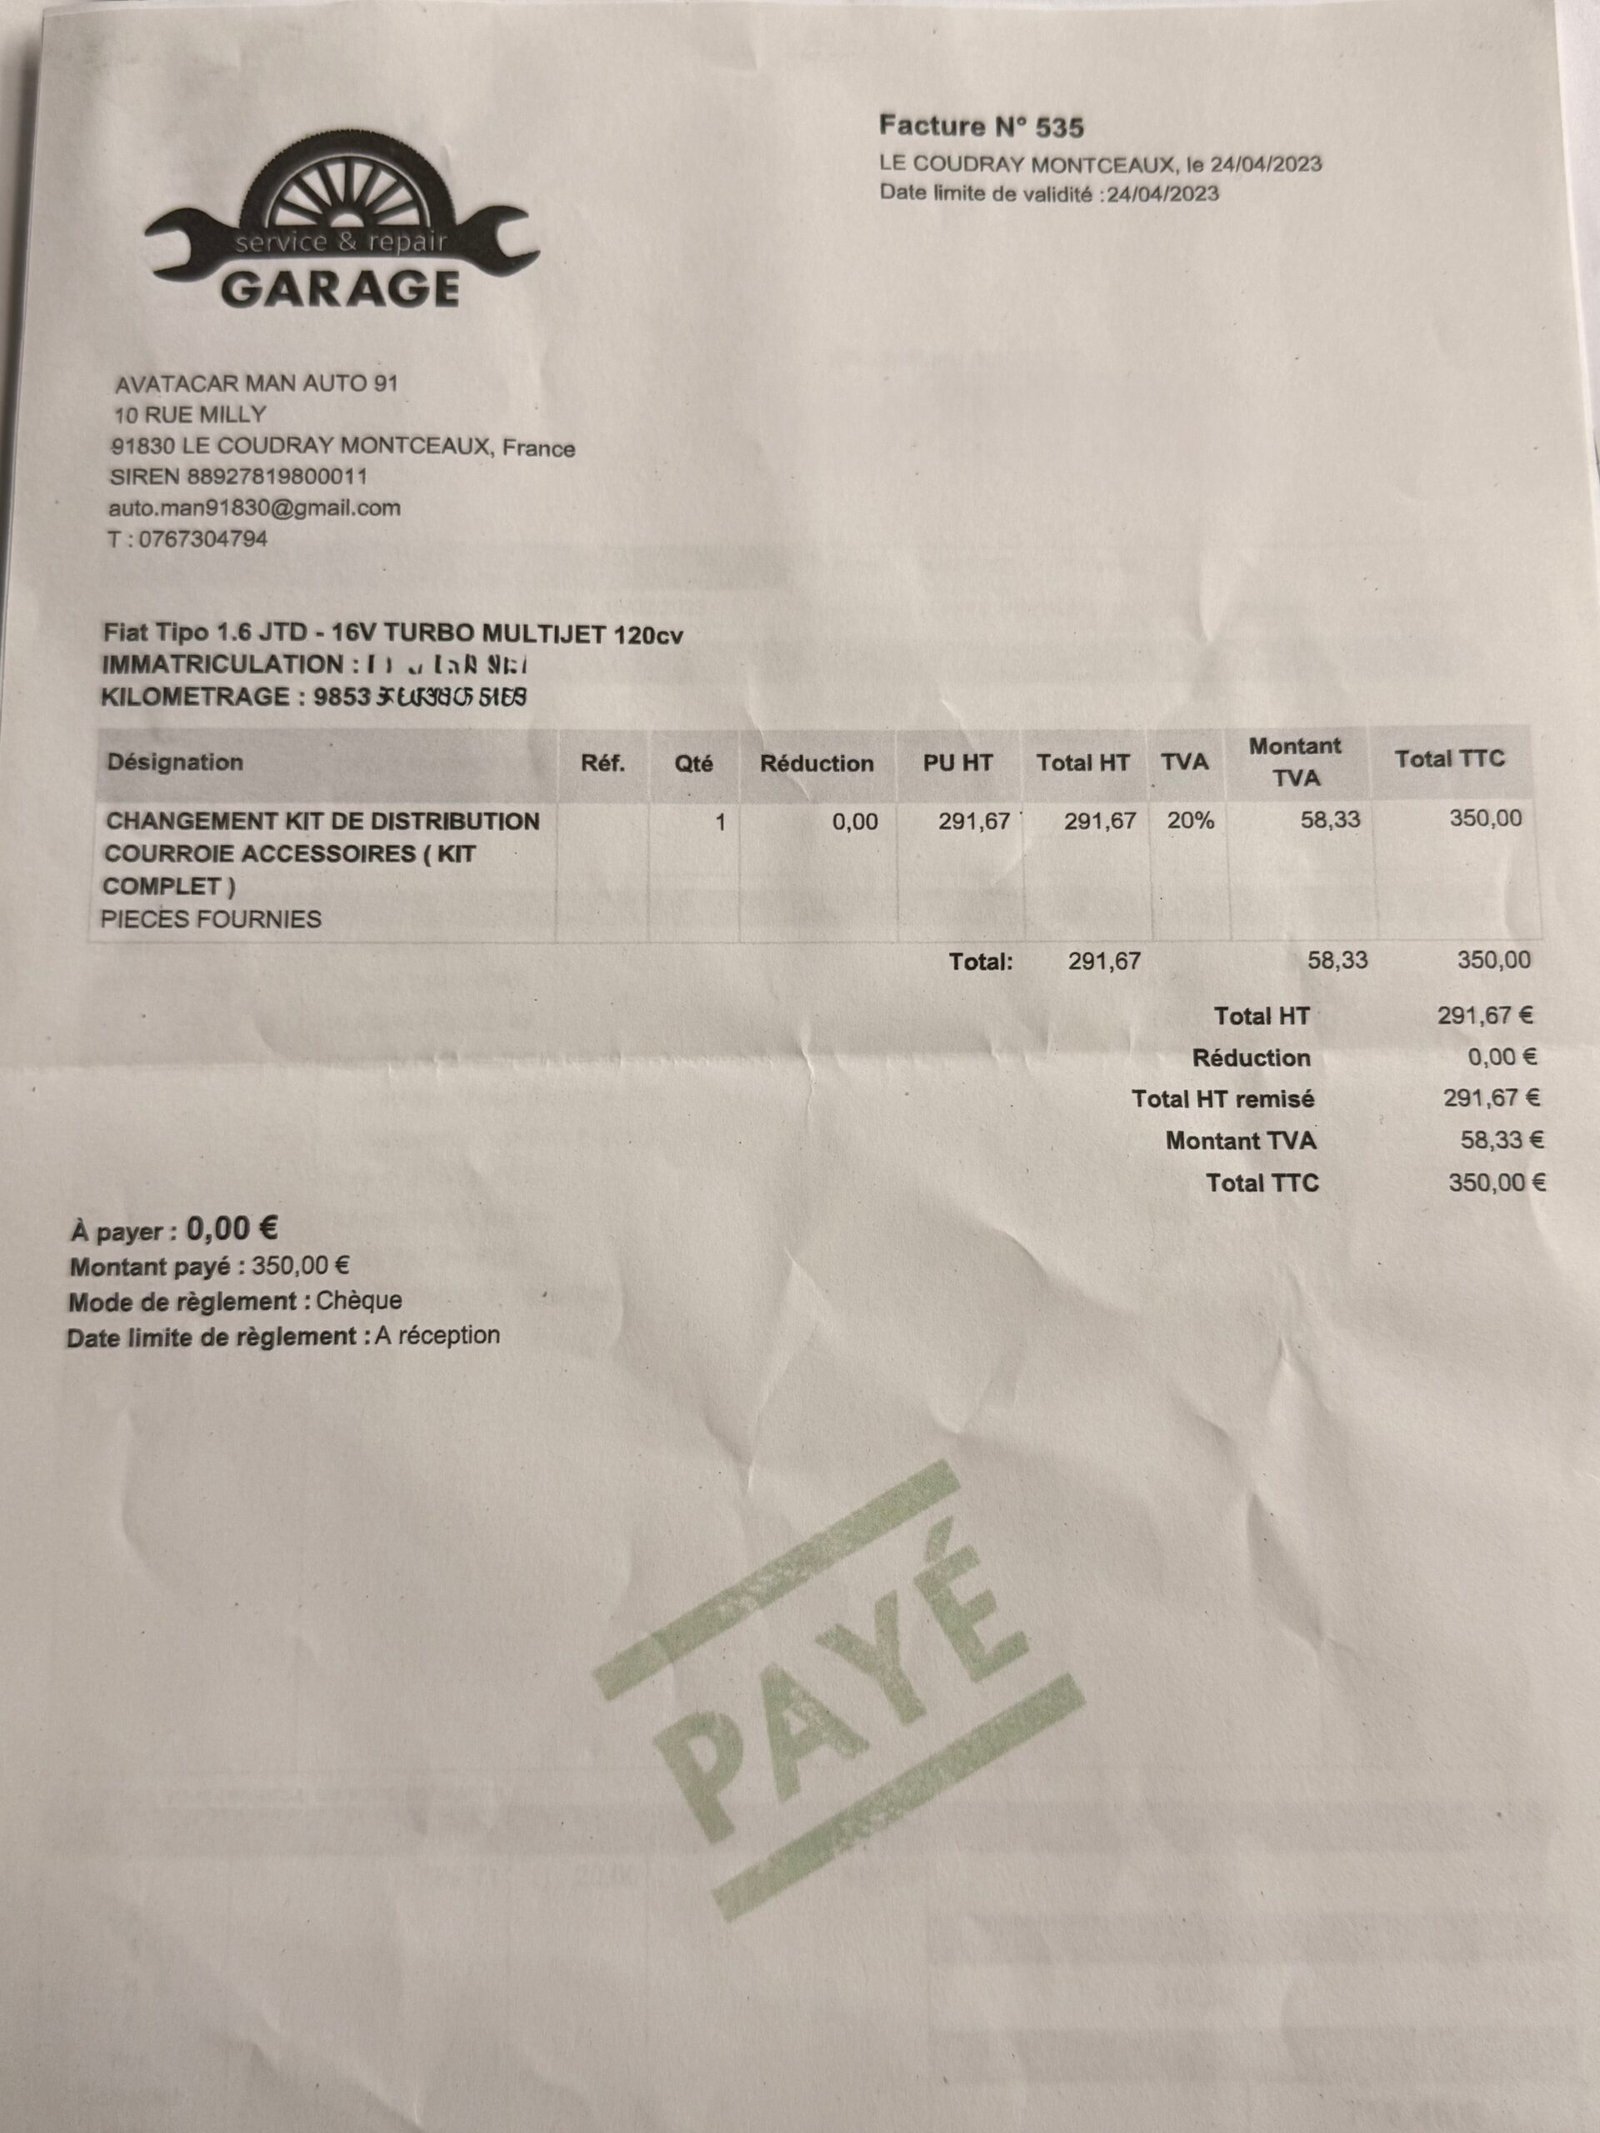 service & repair
GARAGE
Facture N° 535
LE COUDRAY MONTCEAUX, le 24/04/2023
Date limite de validité :24/04/2023
AVATACAR MAN AUTO 91
10 RUE MILLY
91830 LE COUDRAY MONTCEAUX, France
SIREN 88927819800011
auto.man91830@gmail.com
T : 0767304794
Fiat Tipo 1.6 JTD - 16V TURBO MULTIJET 120cv
IMMATRICULATION :
KILOMETRAGE : 9853
Désignation Réf. Qté Réduction PU HT Total HT TVA Montant TVA Total TTC
CHANGEMENT KIT DE DISTRIBUTION 1 0,00 291,67 291,67 20% 58,33 350,00
COURROIE ACCESSOIRES ( KIT
COMPLET )
PIECES FOURNIES
Total: 291,67 58,33 350,00
Total HT 291,67 €
Réduction 0,00 €
Total HT remisé 291,67 €
Montant TVA 58,33 €
Total TTC 350,00 €
À payer : 0,00 €
Montant payé : 350,00 €
Mode de règlement : Chèque
Date limite de règlement : A réception
PAYÉ